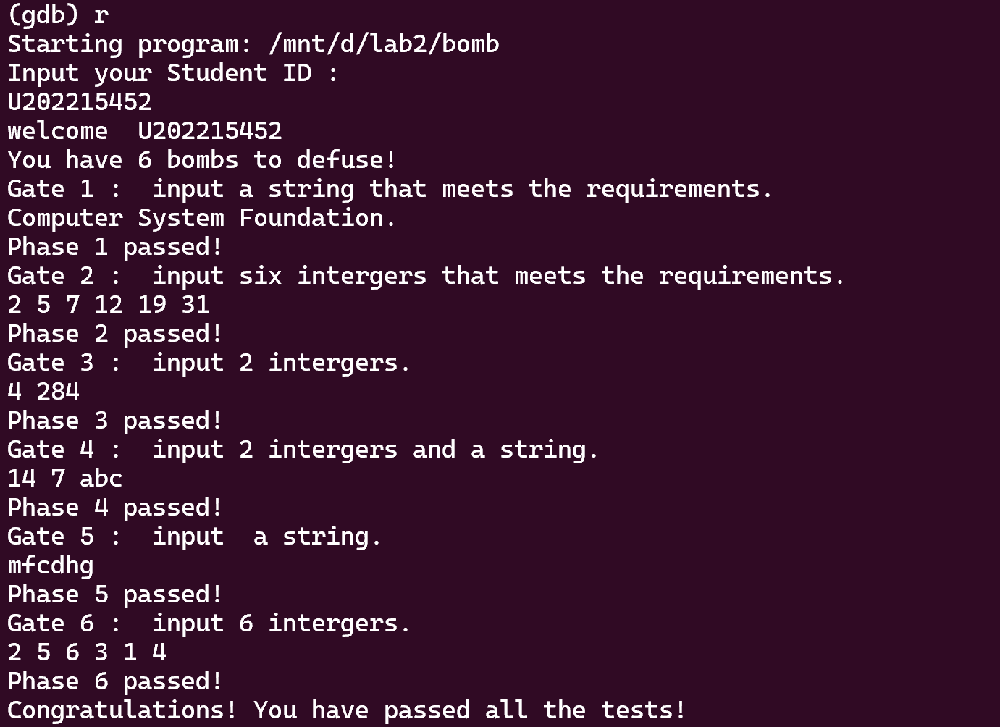 (gdb) r
Starting program: /mnt/d/lab2/bomb
Input your Student ID :
U202215452
welcome  U202215452
You have 6 bombs to defuse!
Gate 1 :  input a string that meets the requirements.
Computer System Foundation.
Phase 1 passed!
Gate 2 :  input six intergers that meets the requirements.
2 5 7 12 19 31
Phase 2 passed!
Gate 3 :  input 2 intergers.
4 284
Phase 3 passed!
Gate 4 :  input 2 intergers and a string.
14 7 abc
Phase 4 passed!
Gate 5 :  input  a string.
mfcdhg
Phase 5 passed!
Gate 6 :  input 6 intergers.
2 5 6 3 1 4
Phase 6 passed!
Congratulations! You have passed all the tests!